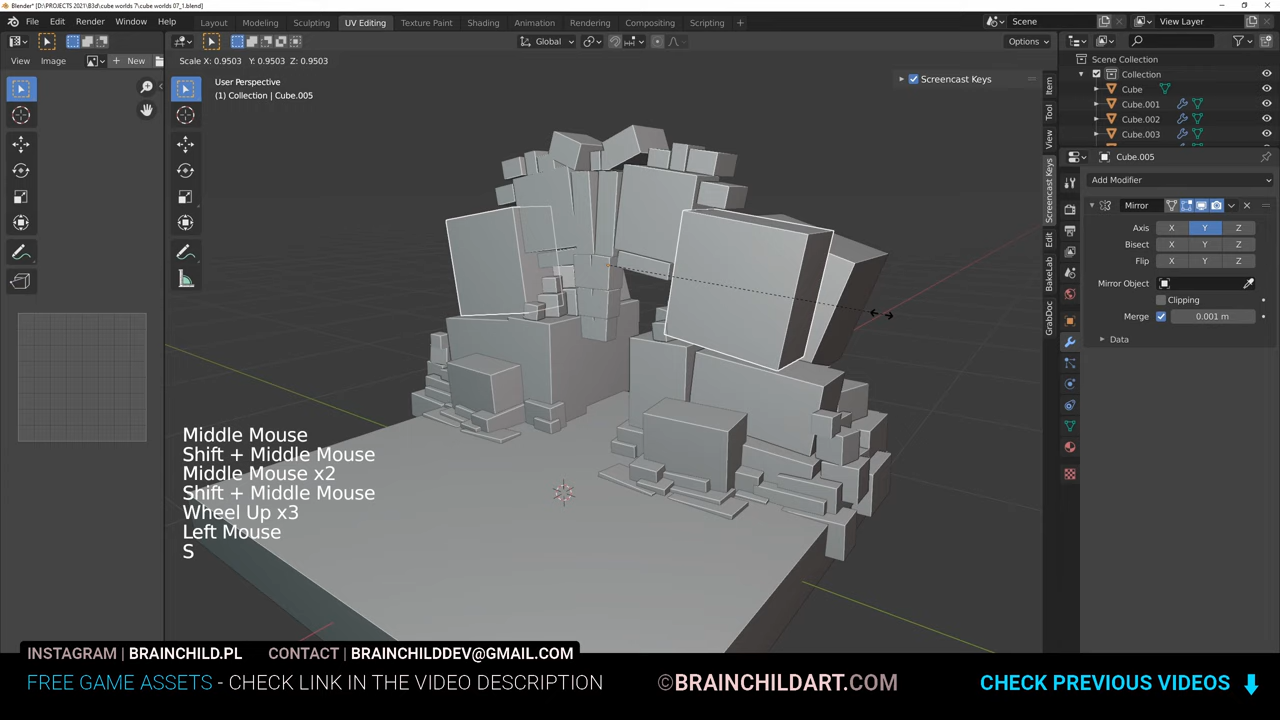 Blender* [D:\PROJECTS 2021\B3d\cube worlds 7\cube worlds 07_1.blend]
File Edit Render Window Help Layout Modeling Sculpting UV Editing Texture Paint Shading Animation Rendering Compositing Scripting + Scene View Layer
Global Options
View Image + New Scale X: 0.9503 Y: 0.9503 Z: 0.9503
User Perspective
(1) Collection | Cube.005
Screencast Keys
Scene Collection
Collection
Cube
Cube.001
Cube.002
Cube.003
Item
Tool
View
Screencast Keys
Edit
BakeLab
GrabDoc
Cube.005
Add Modifier
Mirror
Axis X Y Z
Bisect X Y Z
Flip X Y Z
Mirror Object
Clipping
Merge 0.001 m
Data
Middle Mouse
Shift + Middle Mouse
Middle Mouse x2
Shift + Middle Mouse
Wheel Up x3
Left Mouse
S
INSTAGRAM | BRAINCHILD.PL CONTACT | BRAINCHILDDEV@GMAIL.COM
FREE GAME ASSETS - CHECK LINK IN THE VIDEO DESCRIPTION ©BRAINCHILDART.COM CHECK PREVIOUS VIDEOS